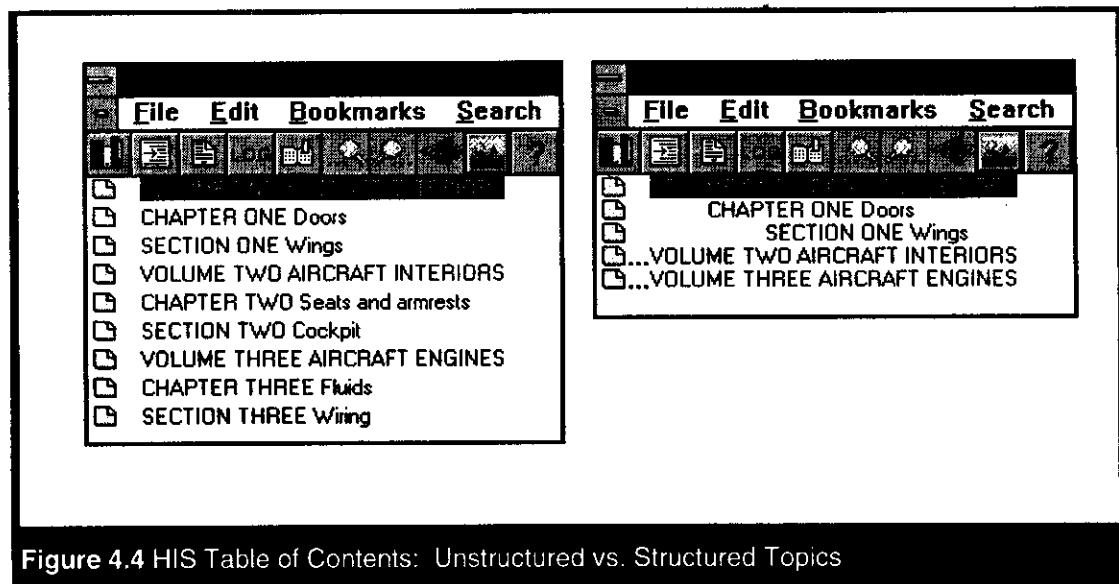 File Edit Bookmarks Search
LOG
?
CHAPTER ONE Doors
SECTION ONE Wings
VOLUME TWO AIRCRAFT INTERIORS
CHAPTER TWO Seats and armrests
SECTION TWO Cockpit
VOLUME THREE AIRCRAFT ENGINES
CHAPTER THREE Fluids
SECTION THREE Wiring
File Edit Bookmarks Search
LOG
?
CHAPTER ONE Doors
SECTION ONE Wings
...VOLUME TWO AIRCRAFT INTERIORS
...VOLUME THREE AIRCRAFT ENGINES
Figure 4.4 HIS Table of Contents: Unstructured vs. Structured Topics